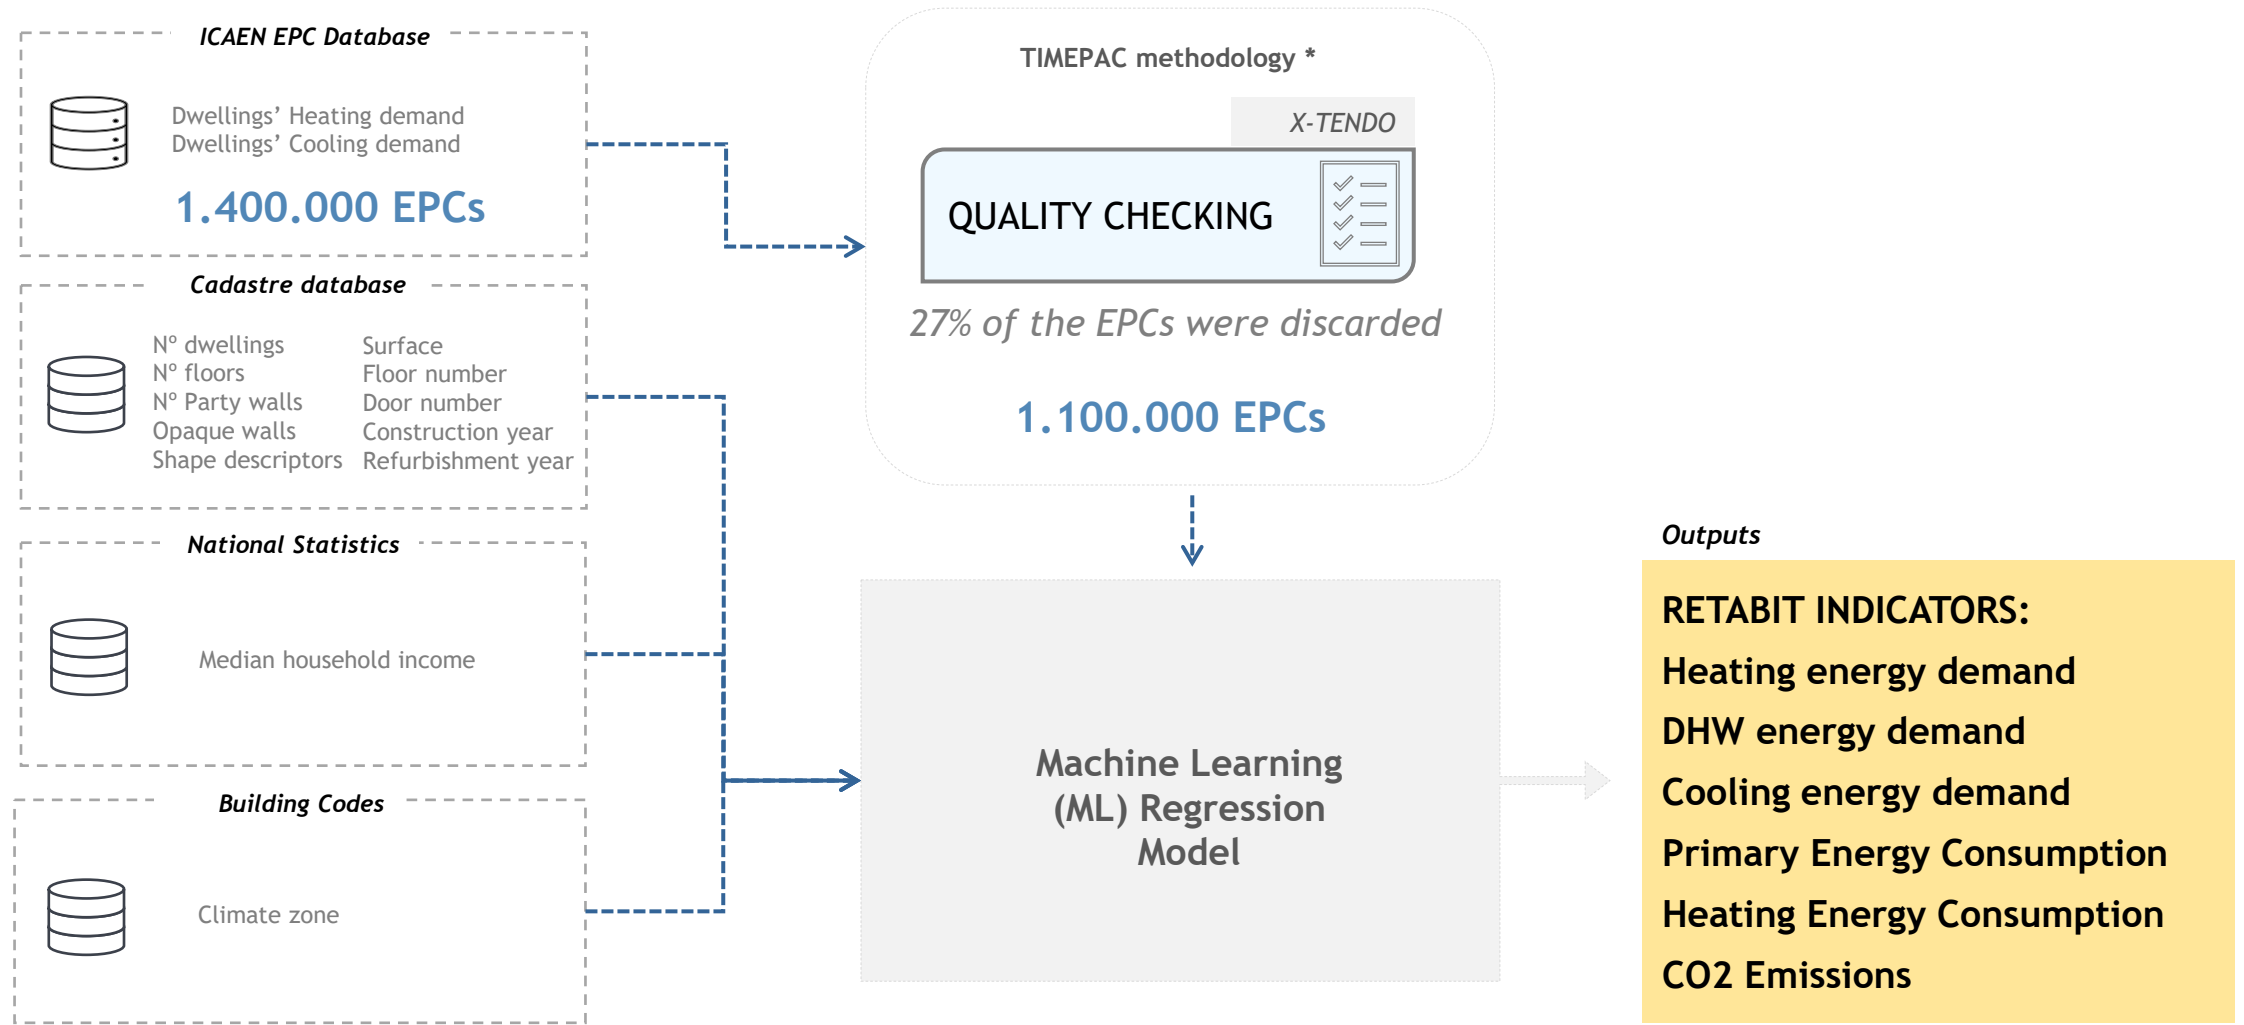 ICAEN EPC Database
Dwellings’ Heating demand
Dwellings’ Cooling demand
1.400.000 EPCs
Cadastre database
Nº dwellings
Nº floors
Nº Party walls
Opaque walls
Shape descriptors
Surface
Floor number
Door number
Construction year
Refurbishment year
National Statistics
Median household income
Building Codes
Climate zone
TIMEPAC methodology *
X-TENDO
QUALITY CHECKING
27% of the EPCs were discarded
1.100.000 EPCs
Machine Learning
(ML) Regression
Model
Outputs
RETABIT INDICATORS:
Heating energy demand
DHW energy demand
Cooling energy demand
Primary Energy Consumption
Heating Energy Consumption
CO2 Emissions